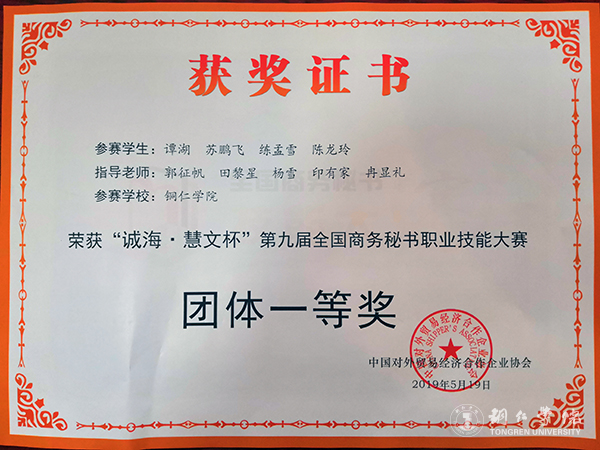 获奖证书
参赛学生：谭湖 苏鹏飞 练孟雪 陈龙玲
指导老师：郭征帆 田黎星 杨雪 印有家 冉显礼
参赛学校：铜仁学院
荣获“诚海·慧文杯”第九届全国商务秘书职业技能大赛
团体一等奖
中国对外贸易经济合作企业协会
2019年5月19日
铜仁学院
TONGREN UNIVERSITY